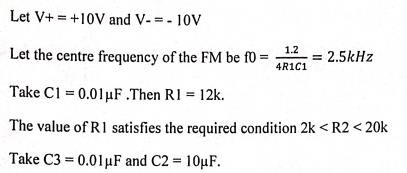 Let V+ = +10V and V- = - 10V
Let the centre frequency of the FM be f0 = 1.2/4R1C1 = 2.5kHz
Take C1 = 0.01µF .Then R1 = 12k.
The value of R1 satisfies the required condition 2k < R2 < 20k
Take C3 = 0.01µF and C2 = 10µF.